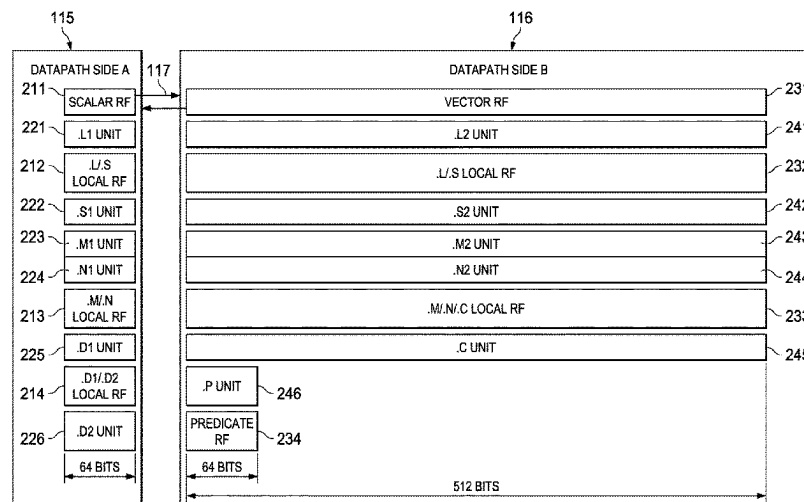 115
116
DATAPATH SIDE A
117
DATAPATH SIDE B
211
SCALAR RF
VECTOR RF
231
221
.L1 UNIT
.L2 UNIT
241
212
.L/.S
LOCAL RF
.L/.S LOCAL RF
232
222
.S1 UNIT
.S2 UNIT
242
223
.M1 UNIT
.M2 UNIT
243
224
.N1 UNIT
.N2 UNIT
244
213
.M/.N
LOCAL RF
.M/.N/.C LOCAL RF
233
225
.D1 UNIT
.C UNIT
245
214
.D1/.D2
LOCAL RF
.P UNIT
246
226
.D2 UNIT
PREDICATE
RF
234
64 BITS
64 BITS
512 BITS